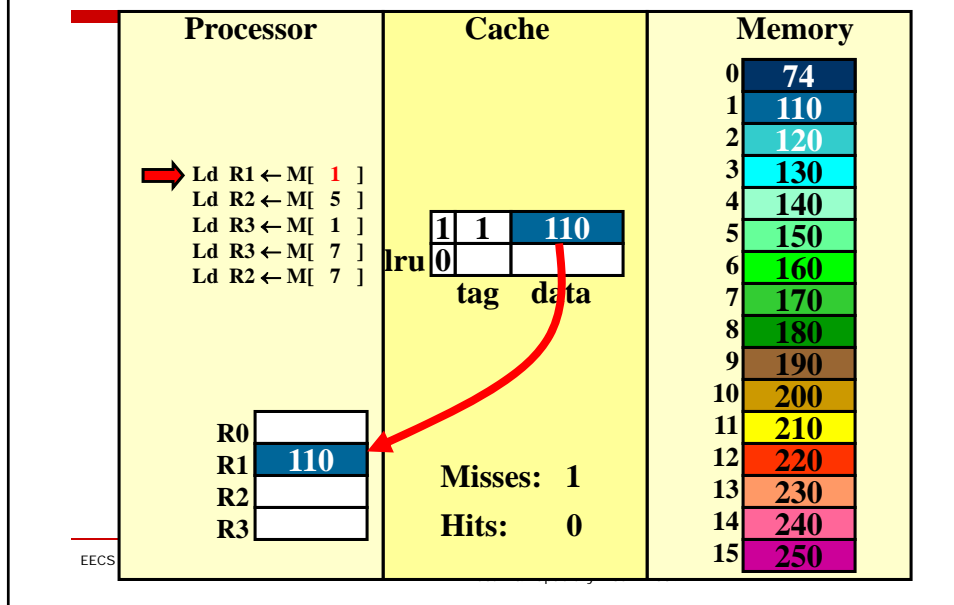 Processor
Ld R1 ← M[ 1 ]
Ld R2 ← M[ 5 ]
Ld R3 ← M[ 1 ]
Ld R3 ← M[ 7 ]
Ld R2 ← M[ 7 ]
R0
R1 110
R2
R3
Cache
1 1 110
lru 0
tag data
Misses: 1
Hits: 0
Memory
0 74
1 110
2 120
3 130
4 140
5 150
6 160
7 170
8 180
9 190
10 200
11 210
12 220
13 230
14 240
15 250
EECS